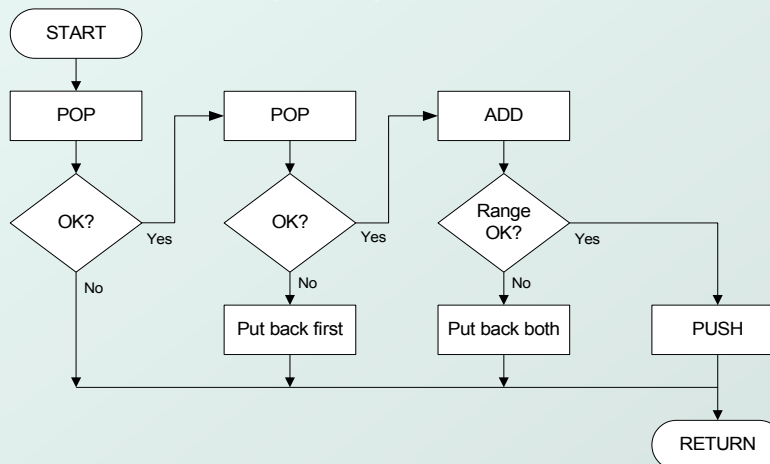 START
POP
POP
ADD
OK?
Yes
OK?
Yes
Range
OK?
Yes
No
No
No
Put back first
Put back both
PUSH
RETURN